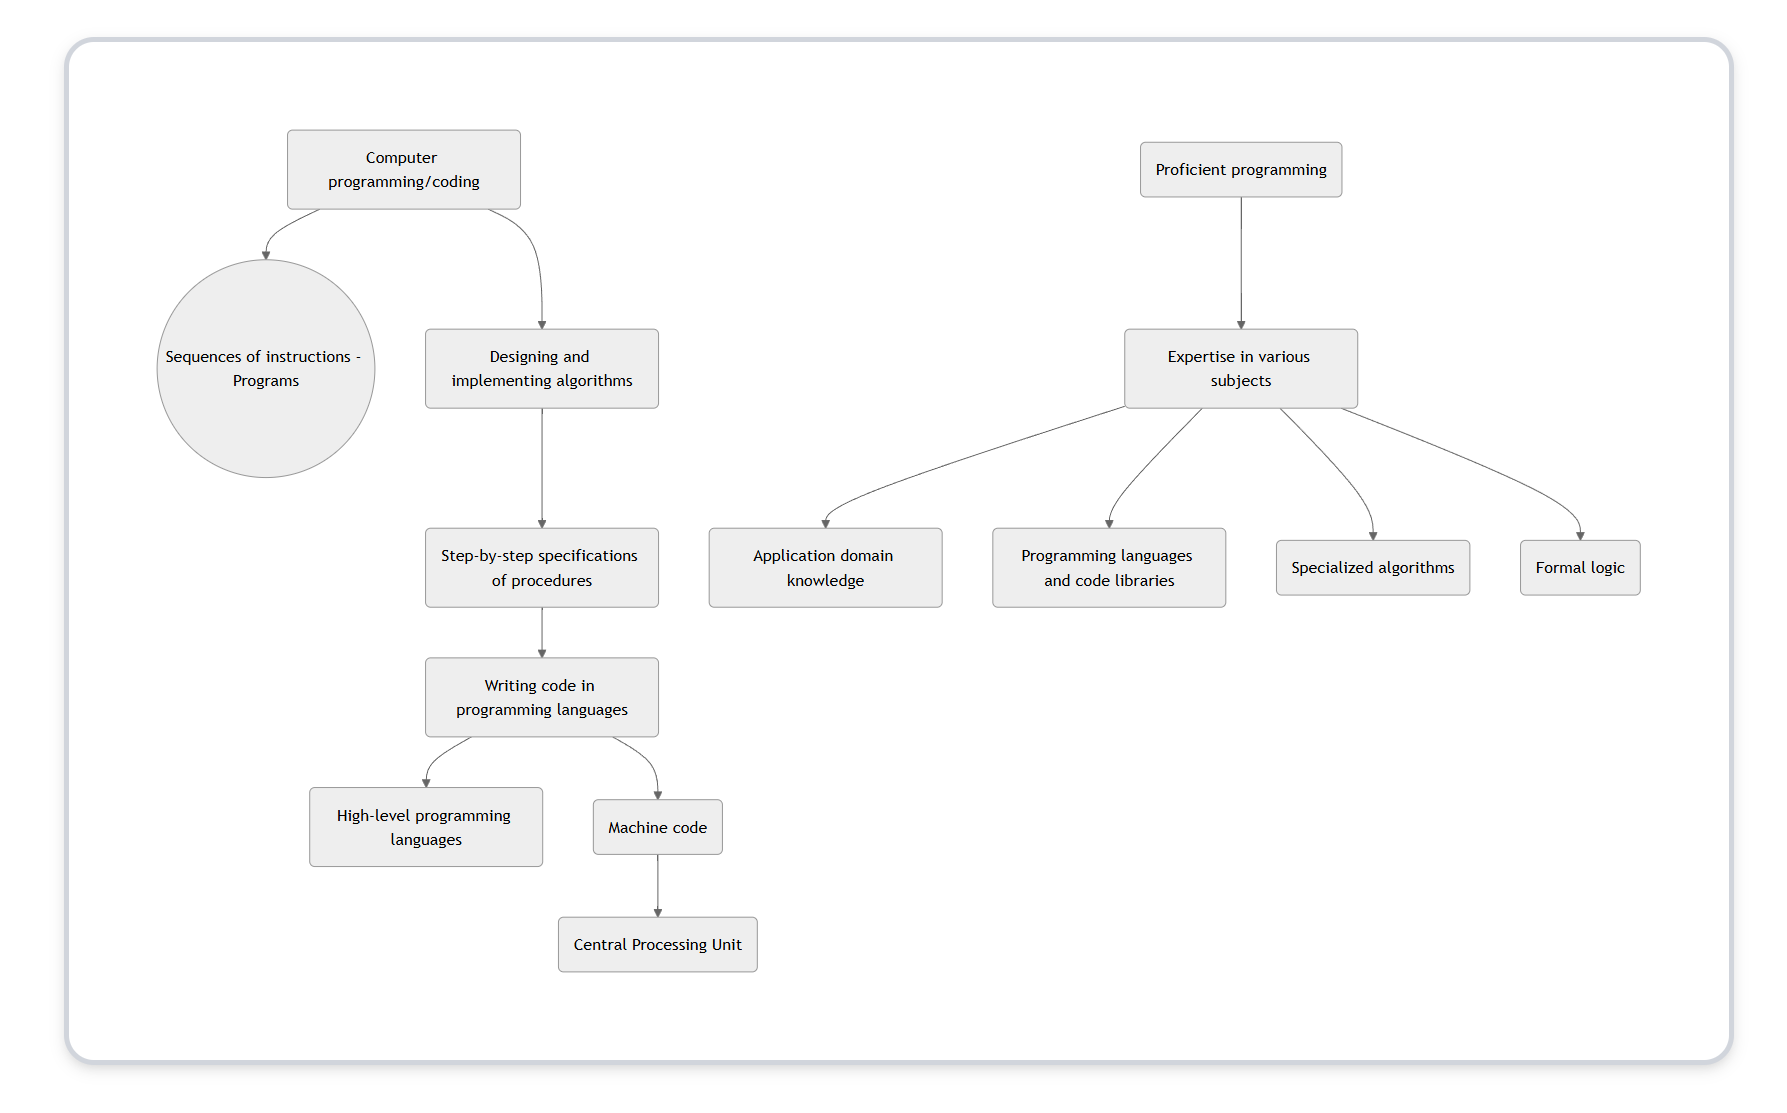 Computer
programming/coding
Proficient programming
Sequences of instructions -
Programs
Designing and
implementing algorithms
Expertise in various
subjects
Step-by-step specifications
of procedures
Application domain
knowledge
Programming languages
and code libraries
Specialized algorithms
Formal logic
Writing code in
programming languages
High-level programming
languages
Machine code
Central Processing Unit